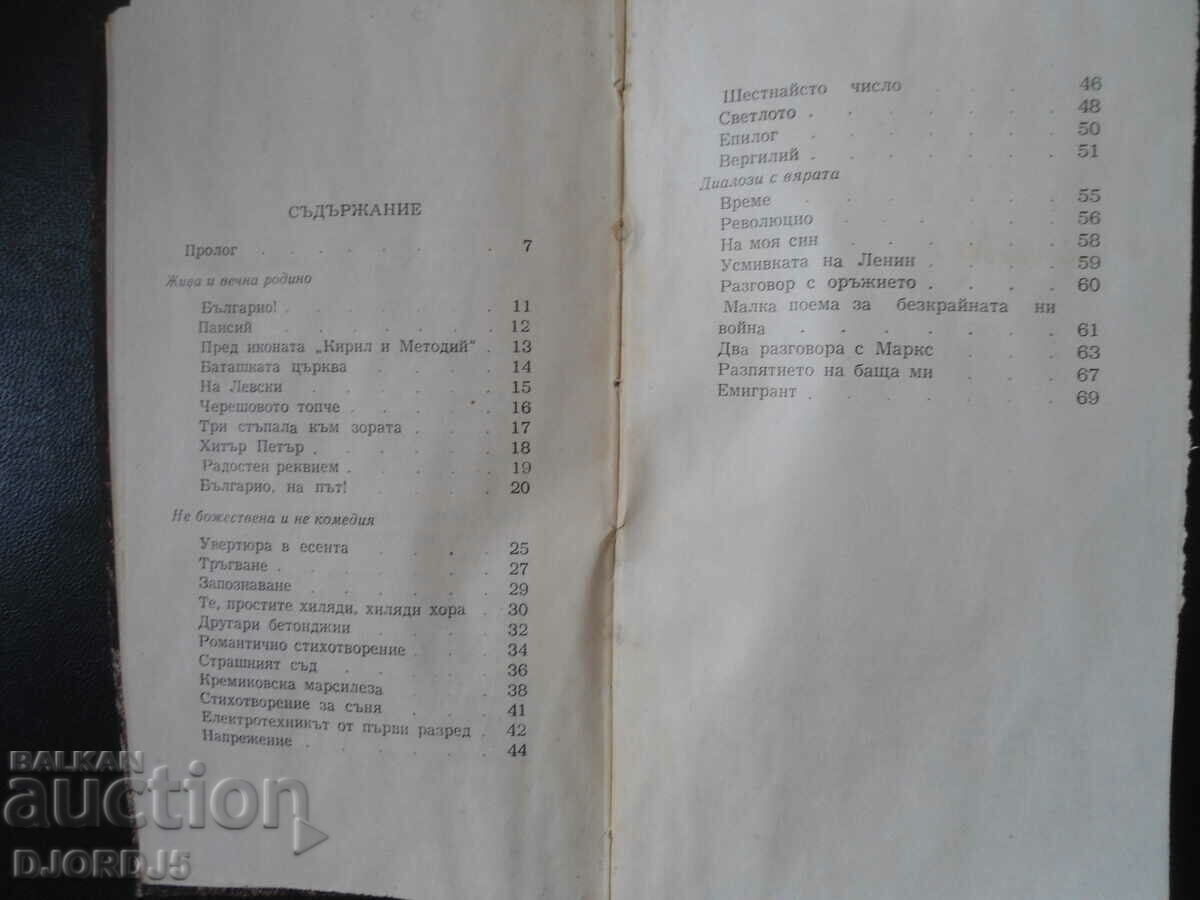 СЪДЪРЖАНИЕ
Пролог . . . . . . . 7
Жива и вечна родино
Българио! . . . . . . 11
Паисий . . . . . . . 12
Пред иконата „Кирил и Методий“ . 13
Баташката църква . . . . 14
На Левски . . . . . . 15
Черешовото топче . . . . 16
Три стъпала към зората . . . 17
Хитър Петър . . . . . 18
Радостен реквием . . . . 19
Българио, на път! . . . . 20
Не божествена и не комедия
Увертюра в есента . . . . 25
Тръгване . . . . . . 27
Запознаване . . . . . 29
Те, простите хиляди, хиляди хора . 30
Другари бетонджии . . . . 32
Романтично стихотворение . . . 34
Страшният съд . . . . . 36
Кремиковска марсилеза . . . 38
Стихотворение за съня . . . 41
Електротехникът от първи разред . 42
Напрежение . . . . . . 44
Шестнайсто число . . . . 46
Светлото . . . . . . . 48
Епилог . . . . . . . 50
Вергилий . . . . . . . 51
Диалози с вярата
Време . . . . . . . 55
Революцио . . . . . . 56
На моя син . . . . . . 58
Усмивката на Ленин . . . . 59
Разговор с оръжието . . . . 60
Малка поема за безкрайната ни
война . . . . . . . 61
Два разговора с Маркс . . . 63
Разпятието на баща ми . . . 67
Емигрант . . . . . . . 69
BALKAN
auction
DJORDJ5